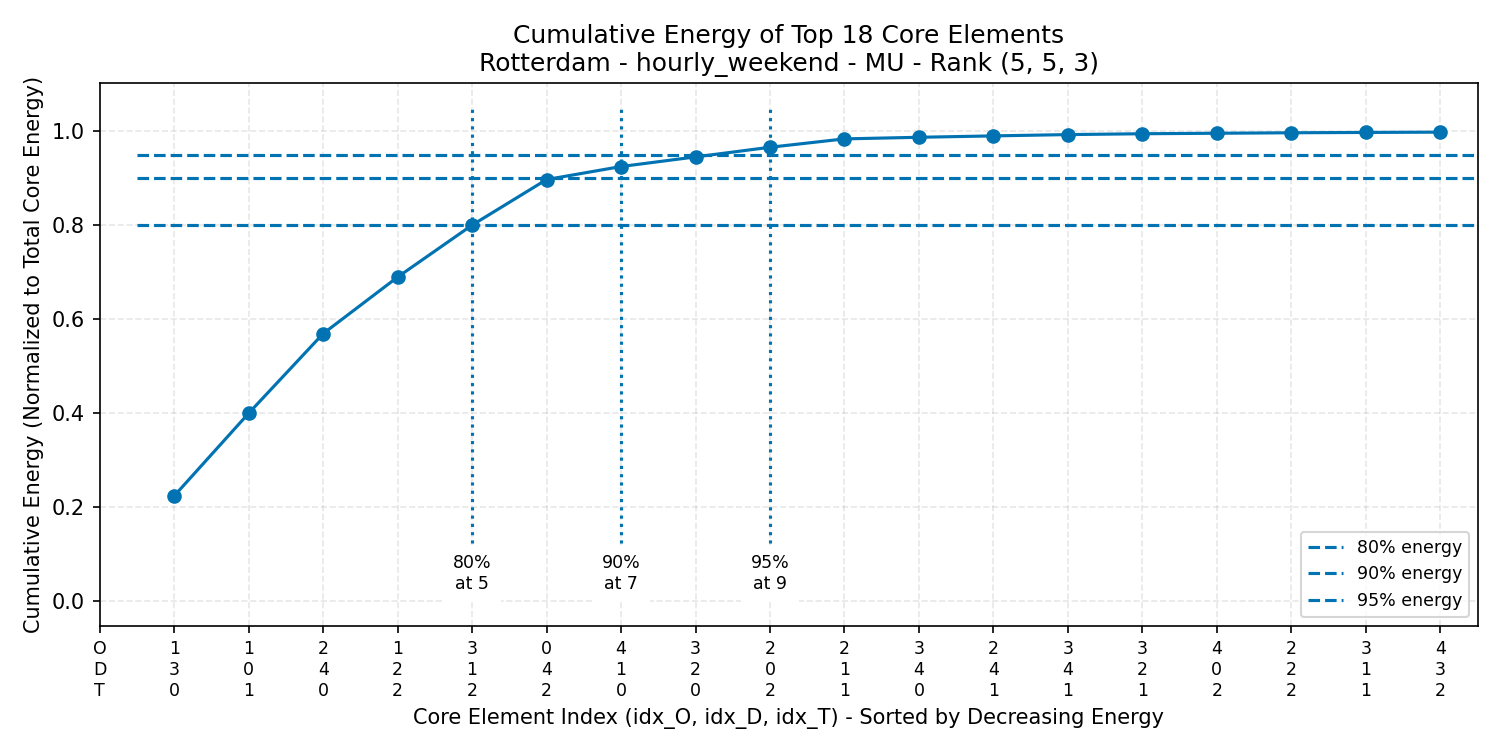 Cumulative Energy of Top 18 Core Elements
Rotterdam - hourly_weekend - MU - Rank (5, 5, 3)
Cumulative Energy (Normalized to Total Core Energy)
1.0
0.8
0.6
0.4
0.2
0.0
80%
at 5
90%
at 7
95%
at 9
80% energy
90% energy
95% energy
O 1 1 2 1 3 0 4 3 2 2 3 2 3 3 4 2 3 4
D 3 0 4 2 1 4 1 2 0 1 4 4 4 2 0 2 1 3
T 0 1 0 2 2 2 0 0 2 1 0 1 1 1 2 2 1 2
Core Element Index (idx_O, idx_D, idx_T) - Sorted by Decreasing Energy